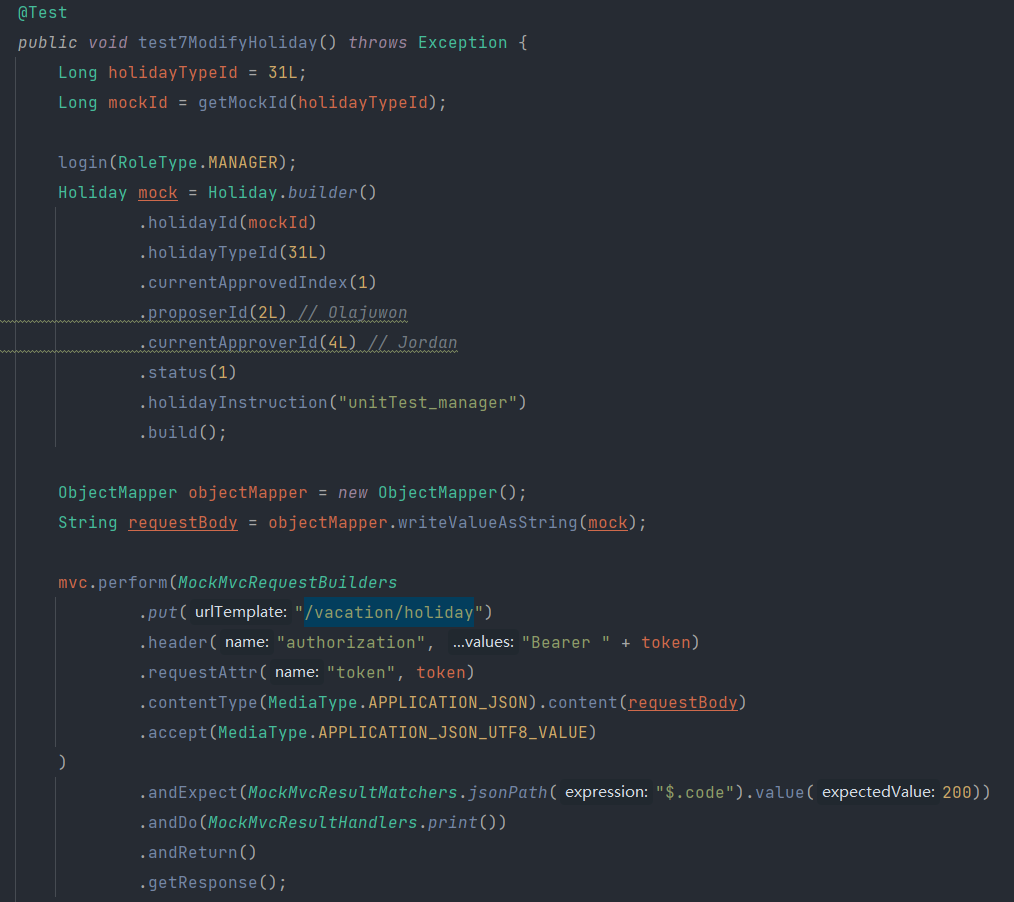 @Test
public void test7ModifyHoliday() throws Exception {
    Long holidayTypeId = 31L;
    Long mockId = getMockId(holidayTypeId);

    login(RoleType.MANAGER);
    Holiday mock = Holiday.builder()
            .holidayId(mockId)
            .holidayTypeId(31L)
            .currentApprovedIndex(1)
            .proposerId(2L) // Olajuwon
            .currentApproverId(4L) // Jordan
            .status(1)
            .holidayInstruction("unitTest_manager")
            .build();

    ObjectMapper objectMapper = new ObjectMapper();
    String requestBody = objectMapper.writeValueAsString(mock);

    mvc.perform(MockMvcRequestBuilders
            .put( urlTemplate: "/vacation/holiday")
            .header( name: "authorization", ...values: "Bearer " + token)
            .requestAttr( name: "token", token)
            .contentType(MediaType.APPLICATION_JSON).content(requestBody)
            .accept(MediaType.APPLICATION_JSON_UTF8_VALUE)
    )
            .andExpect(MockMvcResultMatchers.jsonPath( expression: "$.code").value( expectedValue: 200))
            .andDo(MockMvcResultHandlers.print())
            .andReturn()
            .getResponse();